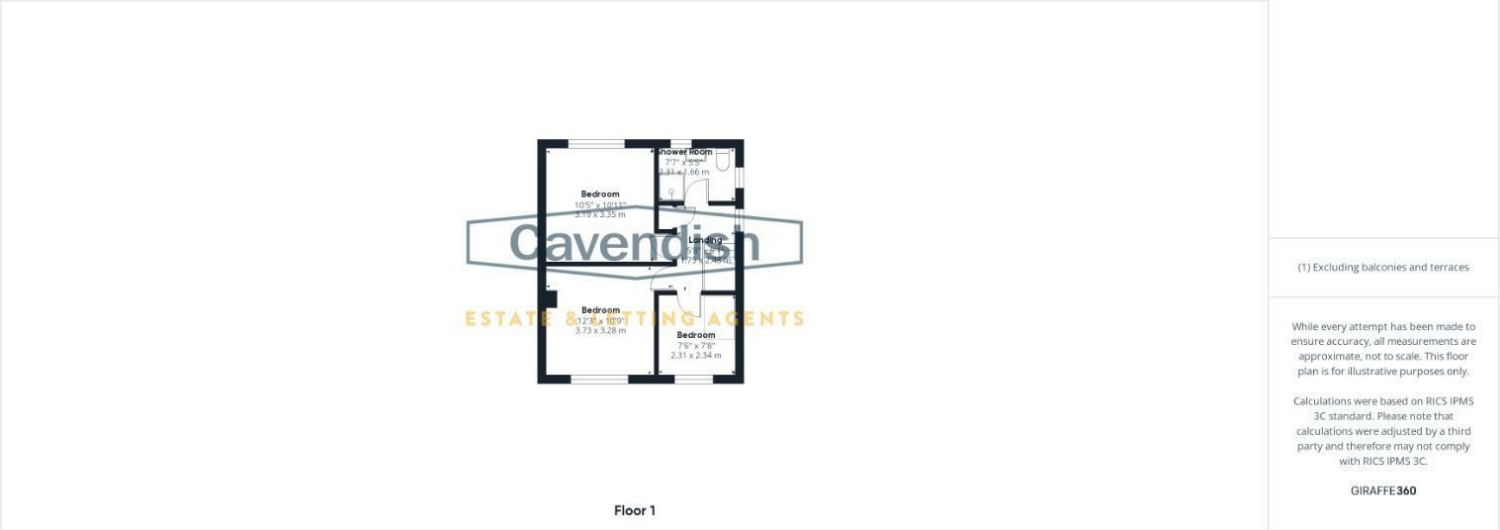 Shower Room
7'7" x 5'5"
2.31 x 1.66 m
Bedroom
10'5" x 10'11"
3.19 x 3.35 m
Cavendish
Landing
ESTATE & LETTING AGENTS
Bedroom
12'3" x 10'9"
3.73 x 3.28 m
Bedroom
7'6" x 7'8"
2.31 x 2.34 m
Floor 1
(1) Excluding balconies and terraces
While every attempt has been made to
ensure accuracy, all measurements are
approximate, not to scale. This floor
plan is for illustrative purposes only.
Calculations were based on RICS IPMS
3C standard. Please note that
calculations were adjusted by a third
party and therefore may not comply
with RICS IPMS 3C.
GIRAFFE360